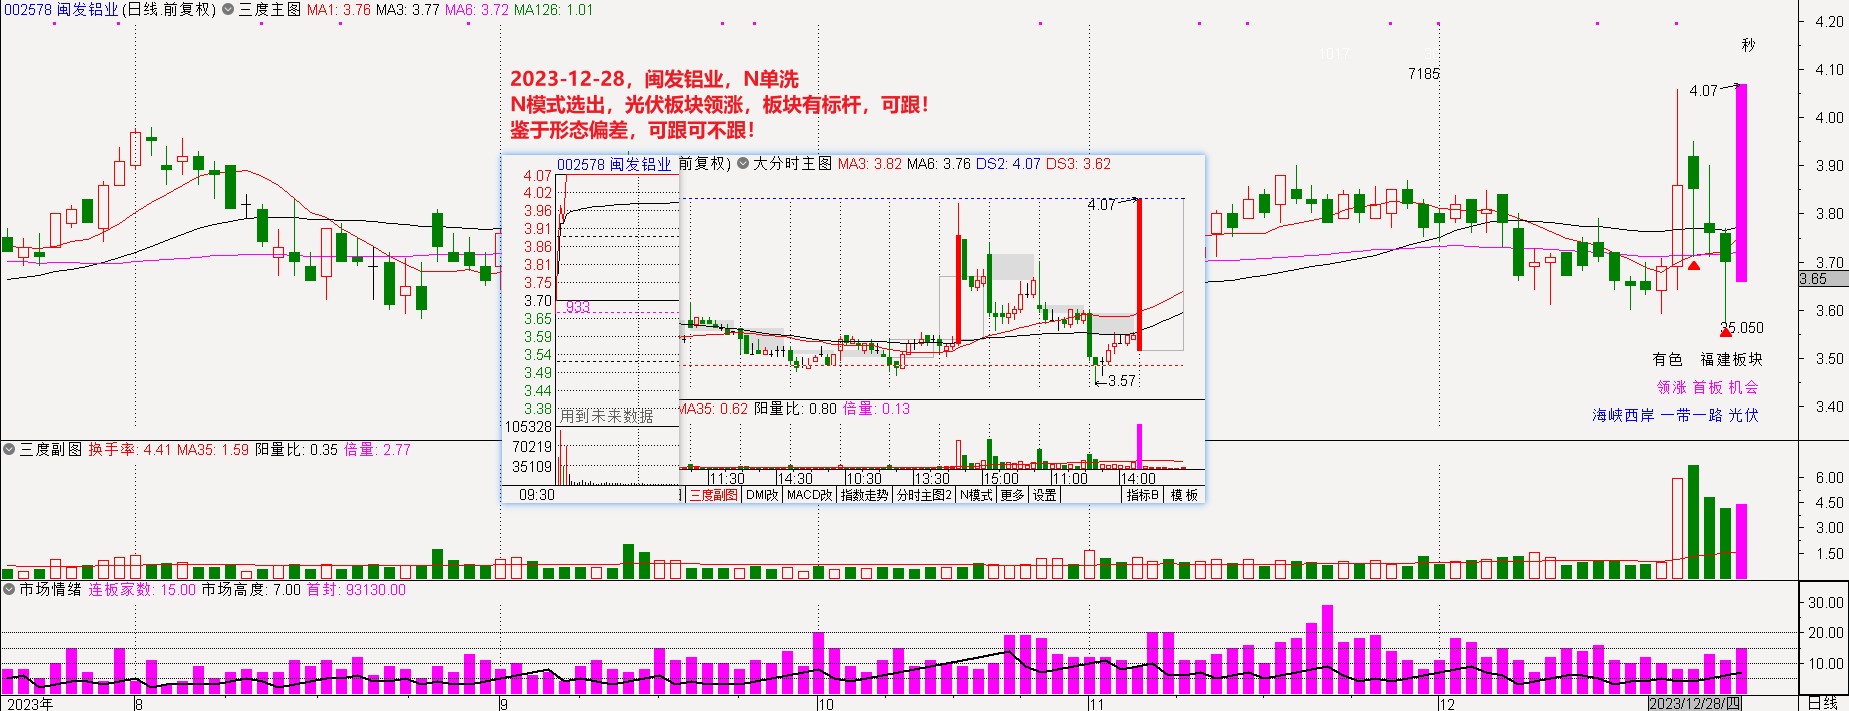 002578 闽发铝业(日线.前复权) 三度主图 MA1: 3.76 MA3: 3.77 MA6: 3.72 MA126: 1.01
4.20
秒
1017
7185
4.10
2023-12-28，闽发铝业，N单洗
N模式选出，光伏板块领涨，板块有标杆，可跟！
鉴于形态偏差，可跟可不跟！
4.07
4.00
3.90
3.80
3.70
3.65
3.60
3.50
3.40
25.050
有色 福建板块
领涨 首板 机会
海峡西岸 一带一路 光伏
002578 闽发铝业
前复权) 大分时主图 MA3: 3.82 MA6: 3.76 DS2: 4.07 DS3: 3.62
4.07
4.02
3.96
3.91
3.86
3.81
3.75
3.70
3.65
3.59
3.54
3.49
3.44
3.38
933
用到未来数据
105328
70219
35109
09:30
4.07
3.57
MA35: 0.62 阳量比: 0.80 倍量: 0.13
11:30 14:30 10:30 13:30 15:00 11:00 14:00
三度副图 DMI改 MACD改 指数走势 分时主图2 N模式 更多 设置 指标B 模板
三度副图 换手率: 4.41 MA35: 1.59 阳量比: 0.35 倍量: 2.77
6.00
4.50
3.00
1.50
市场情绪 连板家数: 15.00 市场高度: 7.00 首封: 93130.00
30.00
20.00
10.00
2023年 8 9 10 11 12 2023/12/28/四 日线